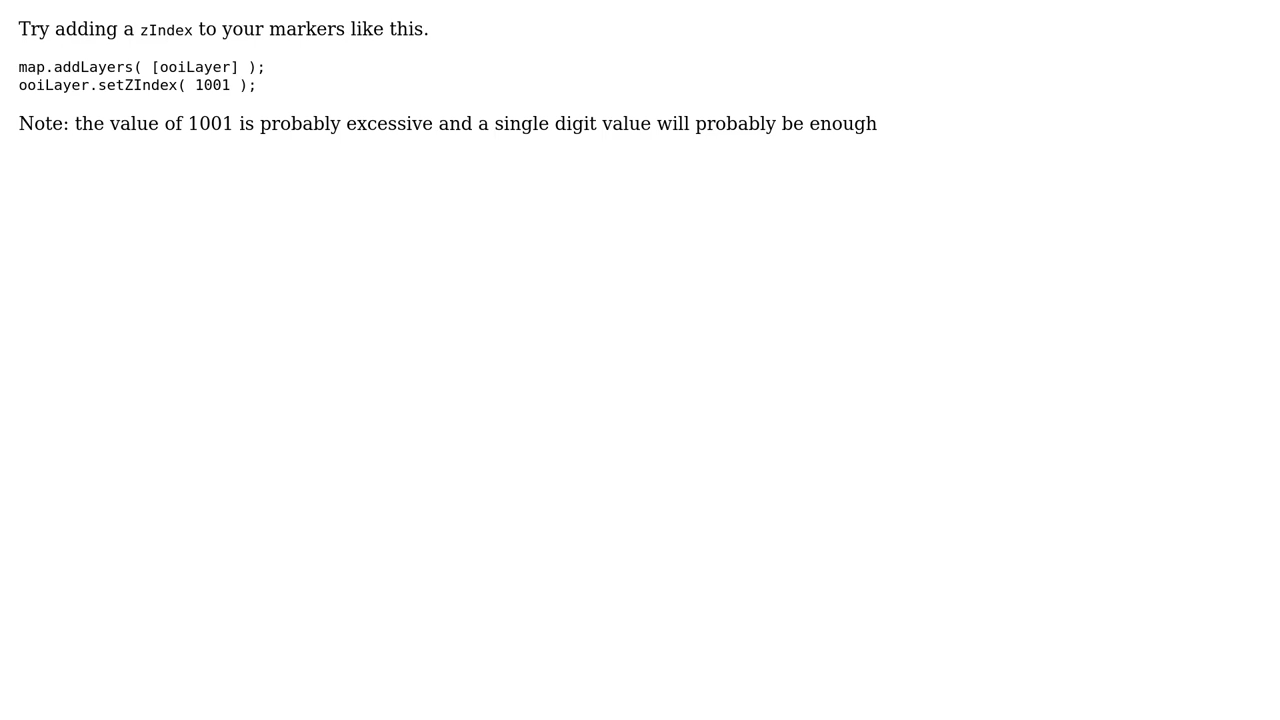 Try adding a zIndex to your markers like this.
map.addLayers( [ooiLayer] );
ooiLayer.setZIndex( 1001 );
Note: the value of 1001 is probably excessive and a single digit value will probably be enough